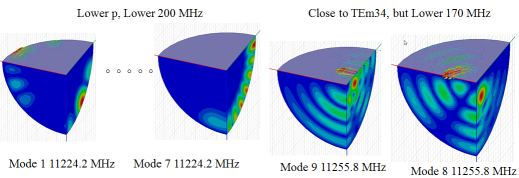 Lower p, Lower 200 MHz
Close to TEm34, but Lower 170 MHz
Mode 1 11224.2 MHz
Mode 7 11224.2 MHz
Mode 9 11255.8 MHz
Mode 8 11255.8 MHz